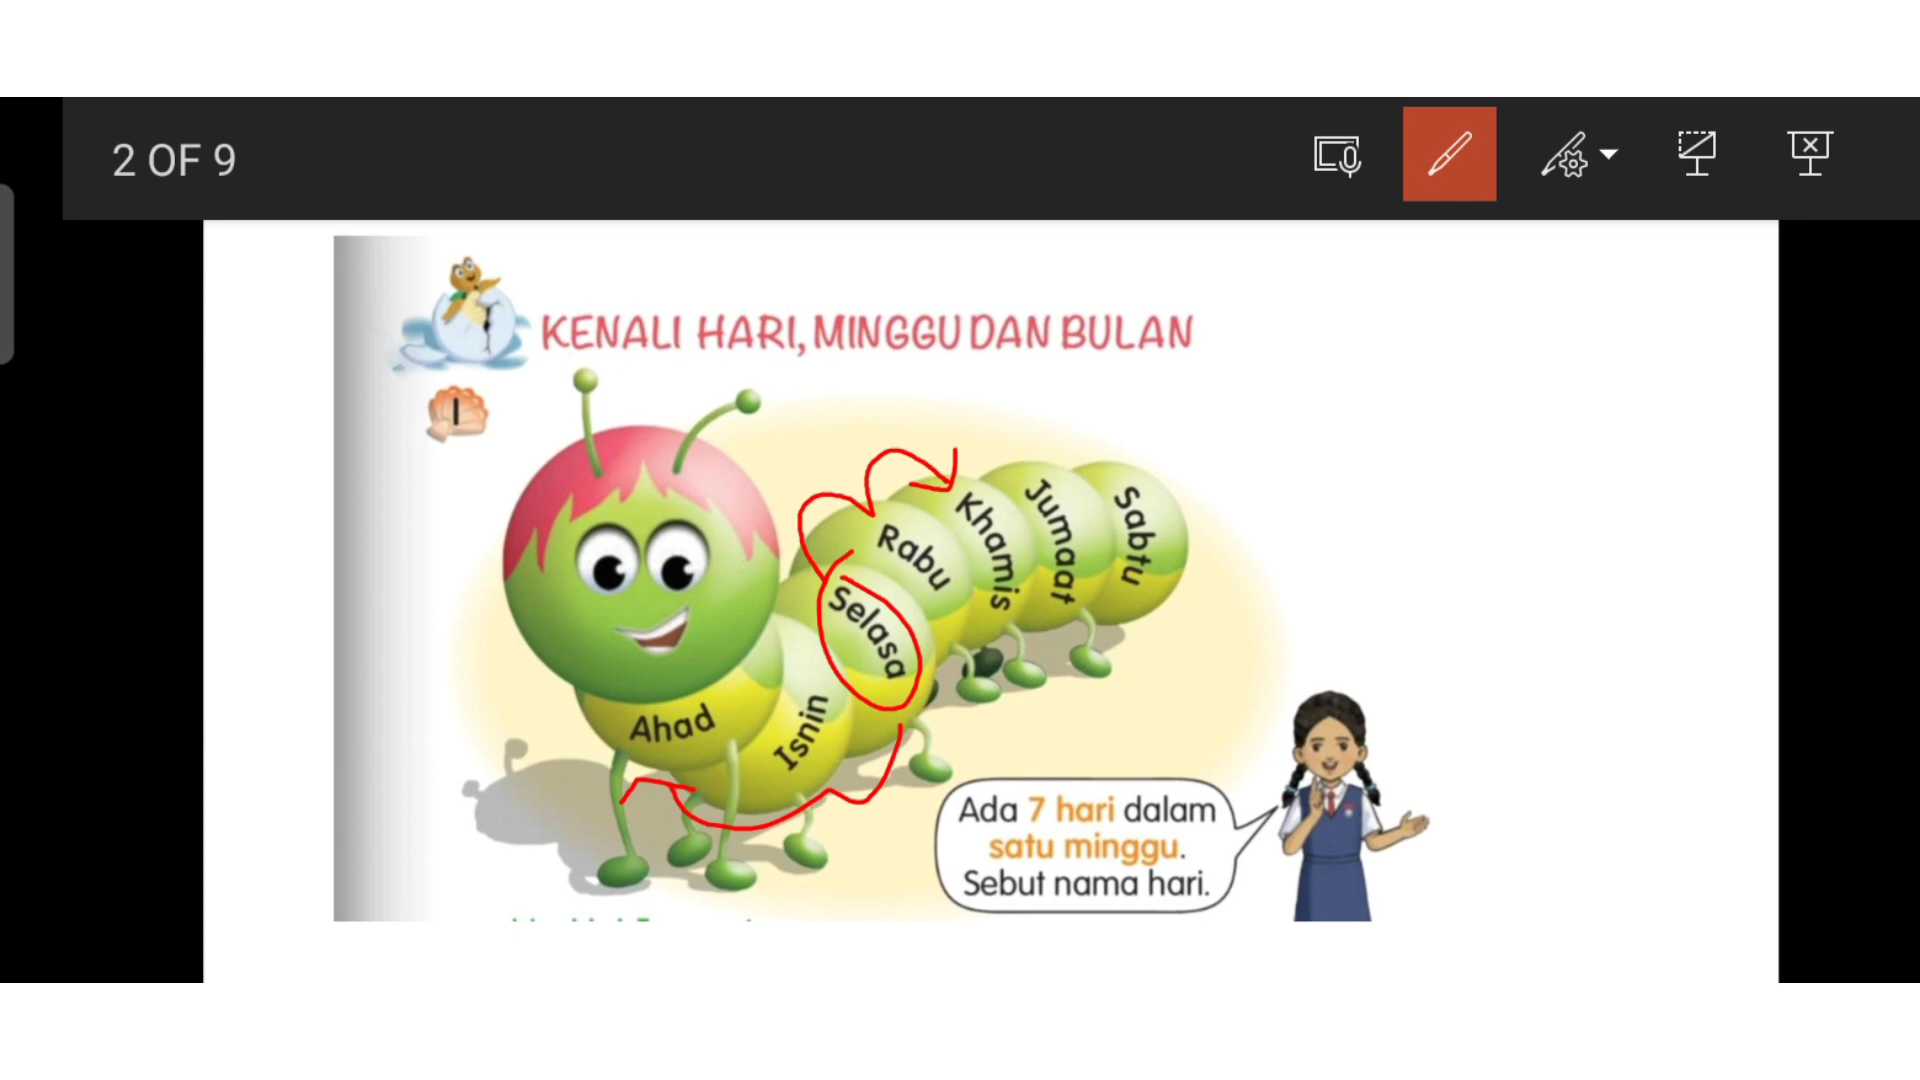 2 OF 9
KENALI HARI, MINGGU DAN BULAN
1
Ahad
Isnin
Selasa
Rabu
Khamis
Jumaat
Sabtu
Ada 7 hari dalam
satu minggu.
Sebut nama hari.